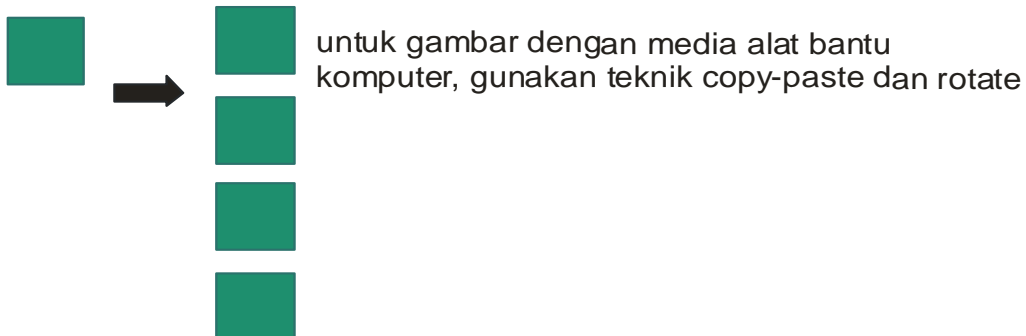 untuk gambar dengan media alat bantu
komputer, gunakan teknik copy-paste dan rotate